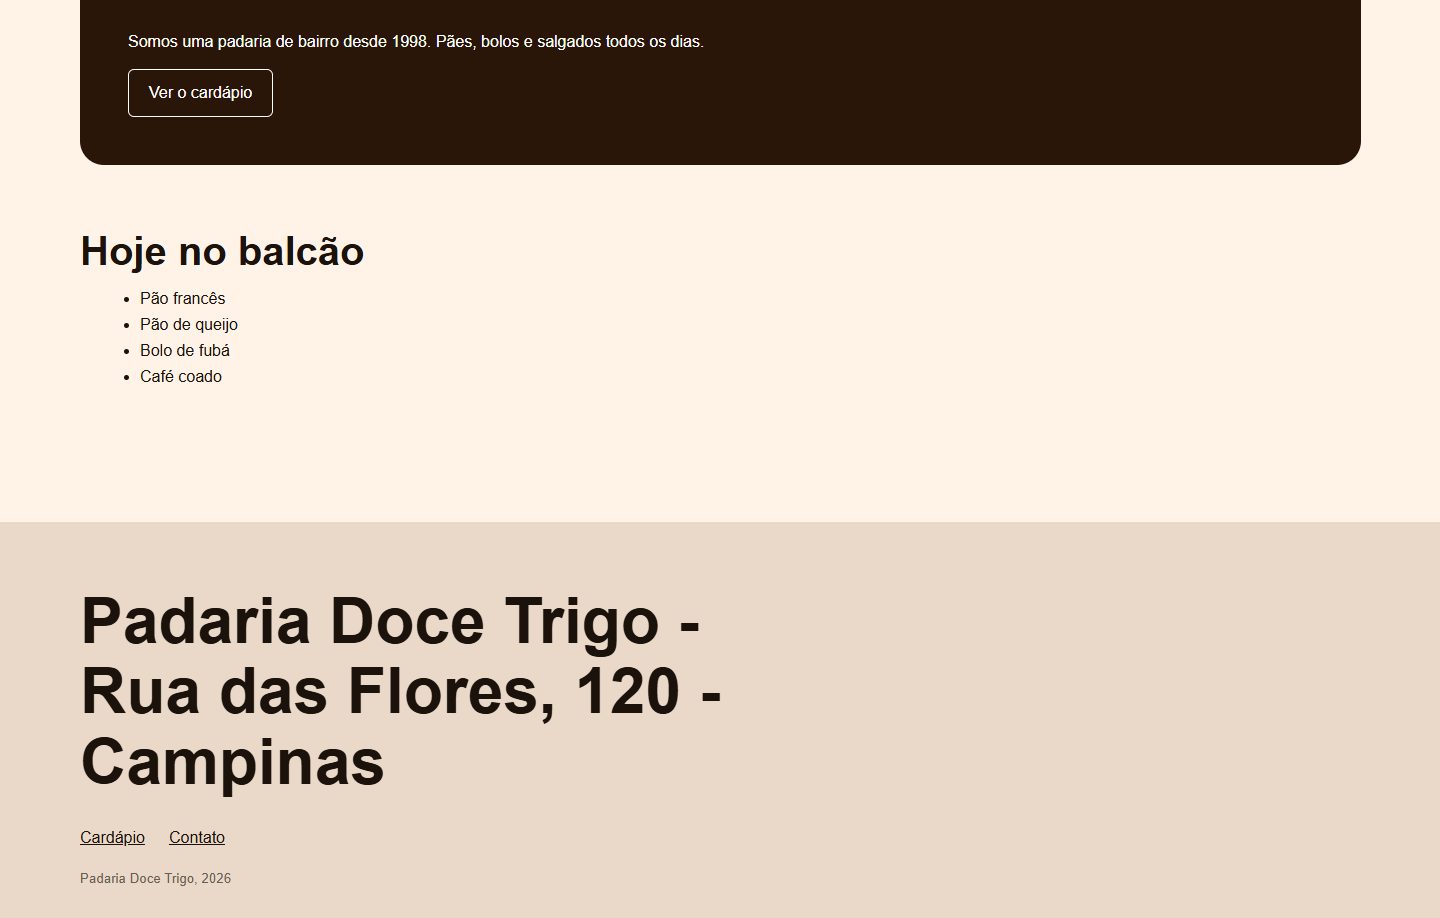 Somos uma padaria de bairro desde 1998. Pães, bolos e salgados todos os dias.
Ver o cardápio
Hoje no balcão
Pão francês
Pão de queijo
Bolo de fubá
Café coado
Padaria Doce Trigo -
Rua das Flores, 120 -
Campinas
Cardápio Contato
Padaria Doce Trigo, 2026